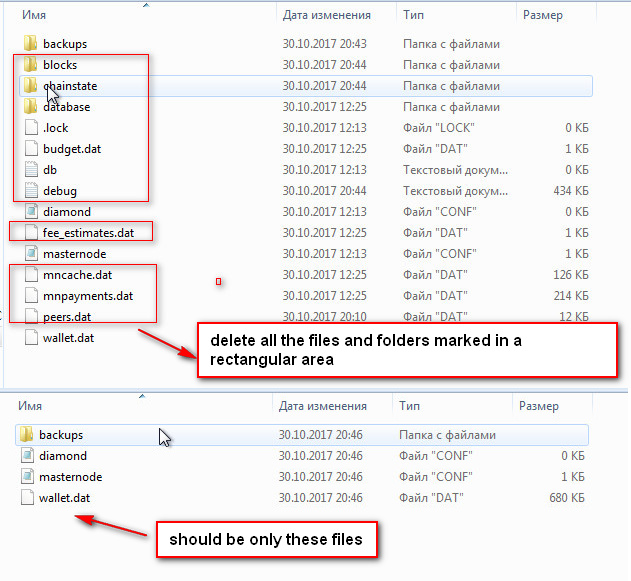 Имя Дата изменения Тип Размер
backups 30.10.2017 20:43 Папка с файлами
blocks 30.10.2017 20:44 Папка с файлами
chainstate 30.10.2017 20:44 Папка с файлами
database 30.10.2017 12:25 Папка с файлами
.lock 30.10.2017 12:13 Файл "LOCK" 0 КБ
budget.dat 30.10.2017 12:25 Файл "DAT" 1 КБ
db 30.10.2017 12:13 Текстовый докум... 0 КБ
debug 30.10.2017 20:44 Текстовый докум... 434 КБ
diamond 30.10.2017 12:13 Файл "CONF" 0 КБ
fee_estimates.dat 30.10.2017 12:25 Файл "DAT" 1 КБ
masternode 30.10.2017 12:13 Файл "CONF" 1 КБ
mncache.dat 30.10.2017 12:25 Файл "DAT" 126 КБ
mnpayments.dat 30.10.2017 12:25 Файл "DAT" 214 КБ
peers.dat 30.10.2017 20:10 Файл "DAT" 12 КБ
wallet.dat
delete all the files and folders marked in a
rectangular area
Имя Дата изменения Тип Размер
backups 30.10.2017 20:46 Папка с файлами
diamond 30.10.2017 20:46 Файл "CONF" 0 КБ
masternode 30.10.2017 20:46 Файл "CONF" 1 КБ
wallet.dat 30.10.2017 20:46 Файл "DAT" 680 КБ
should be only these files